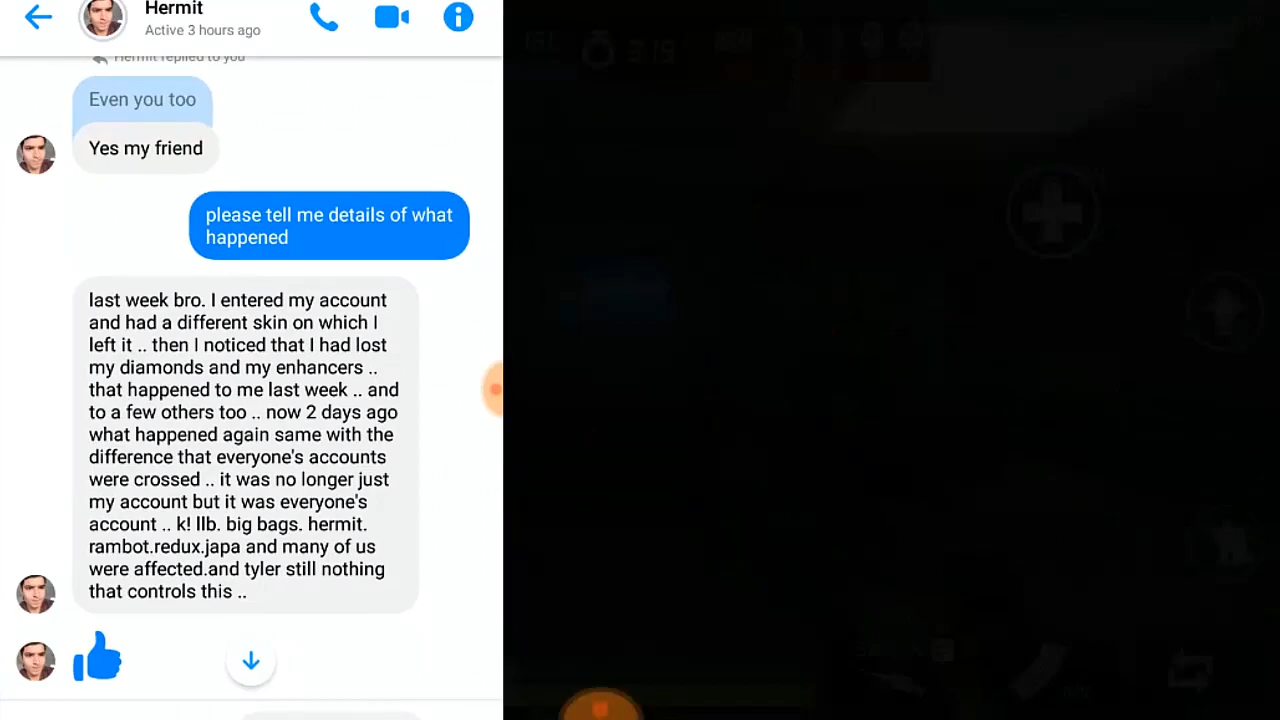 Hermit
Active 3 hours ago
Hermit replied to you
Even you too
Yes my friend
please tell me details of what
happened
last week bro. I entered my account
and had a different skin on which I
left it .. then I noticed that I had lost
my diamonds and my enhancers ..
that happened to me last week .. and
to a few others too .. now 2 days ago
what happened again same with the
difference that everyone's accounts
were crossed .. it was no longer just
my account but it was everyone's
account .. k! llb. big bags. hermit.
rambot.redux.japa and many of us
were affected.and tyler still nothing
that controls this ..